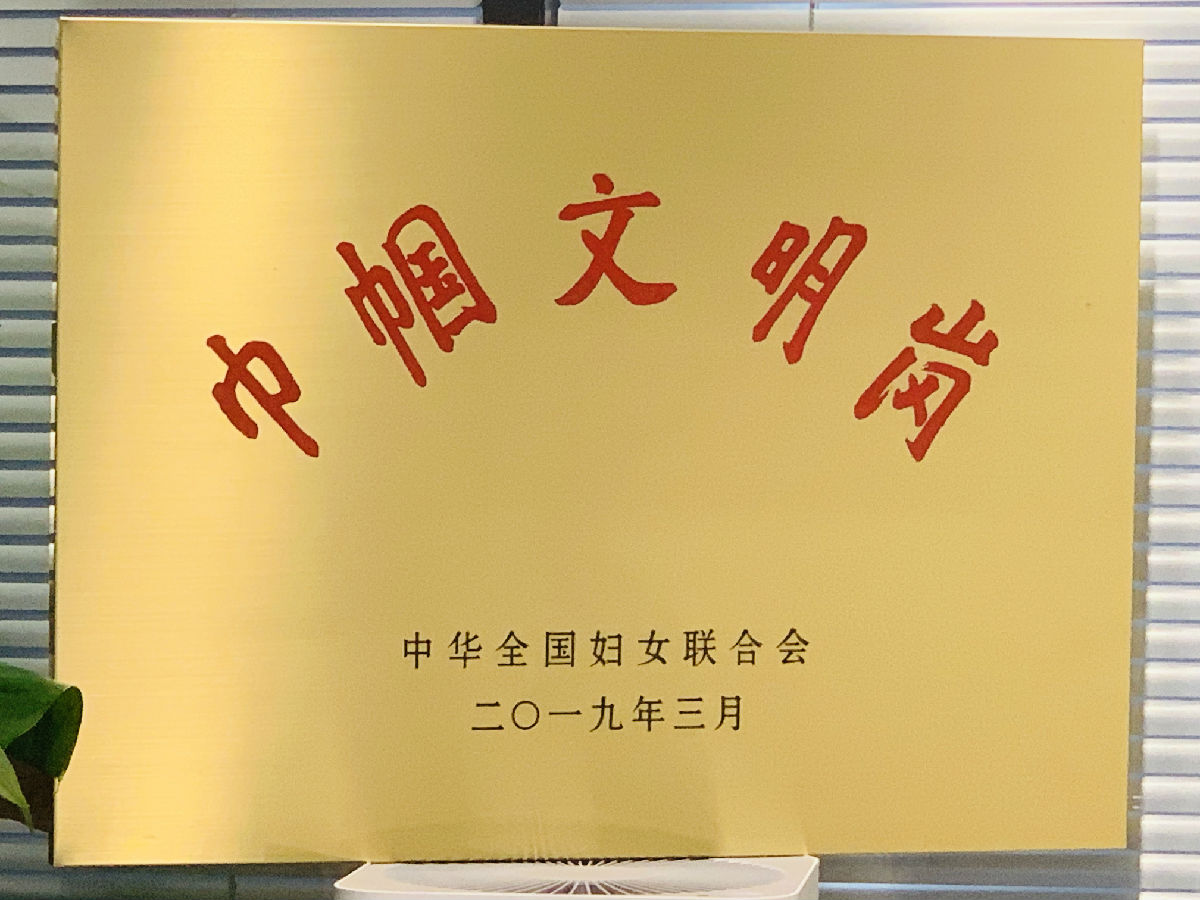 巾帼文明岗
中华全国妇女联合会
二〇一九年三月